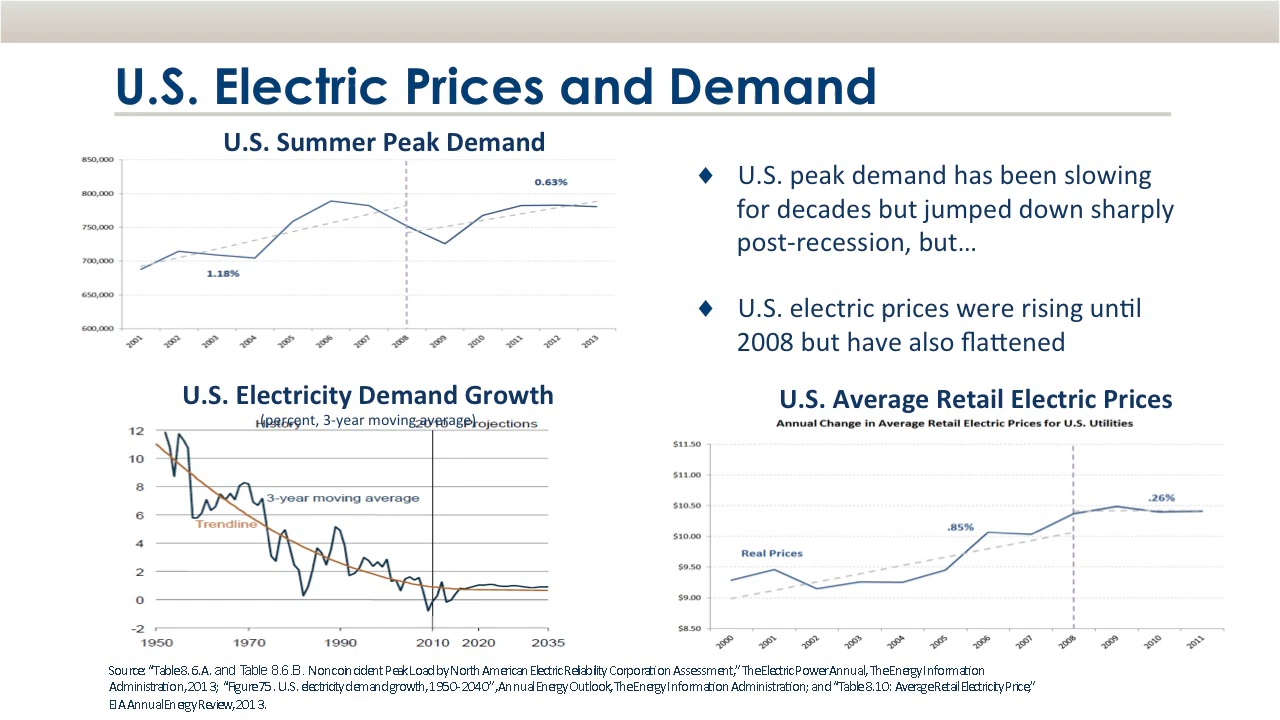 U.S. Electric Prices and Demand
U.S. Summer Peak Demand
850,000
800,000
750,000
700,000
650,000
600,000
0.63%
1.18%
2001 2002 2003 2004 2005 2006 2007 2008 2009 2010 2011 2012 2013
♦ U.S. peak demand has been slowing
for decades but jumped down sharply
post-recession, but…
♦ U.S. electric prices were rising until
2008 but have also flattened
U.S. Electricity Demand Growth
(percent, 3-year moving average)
History 2010 Projections
12
10
8
6
4
2
0
-2
3-year moving average
Trendline
1950 1970 1990 2010 2020 2035
U.S. Average Retail Electric Prices
Annual Change in Average Retail Electric Prices for U.S. Utilities
$11.50
$11.00
$10.50
$10.00
$9.50
$9.00
$8.50
.26%
.85%
Real Prices
2000 2001 2002 2003 2004 2005 2006 2007 2008 2009 2010 2011
Source: "Table 8.6.A. and Table 8.6.B. Noncoincident Peak Load by North American Electric Reliability Corporation Assessment," The Electric Power Annual, The Energy Information
Administration, 2013; "Figure 75. U.S. electricity demand growth, 1950-2040", Annual Energy Outlook, The Energy Information Administration; and "Table 8.10: Average Retail Electricity Price,"
EIA Annual Energy Review, 2013.